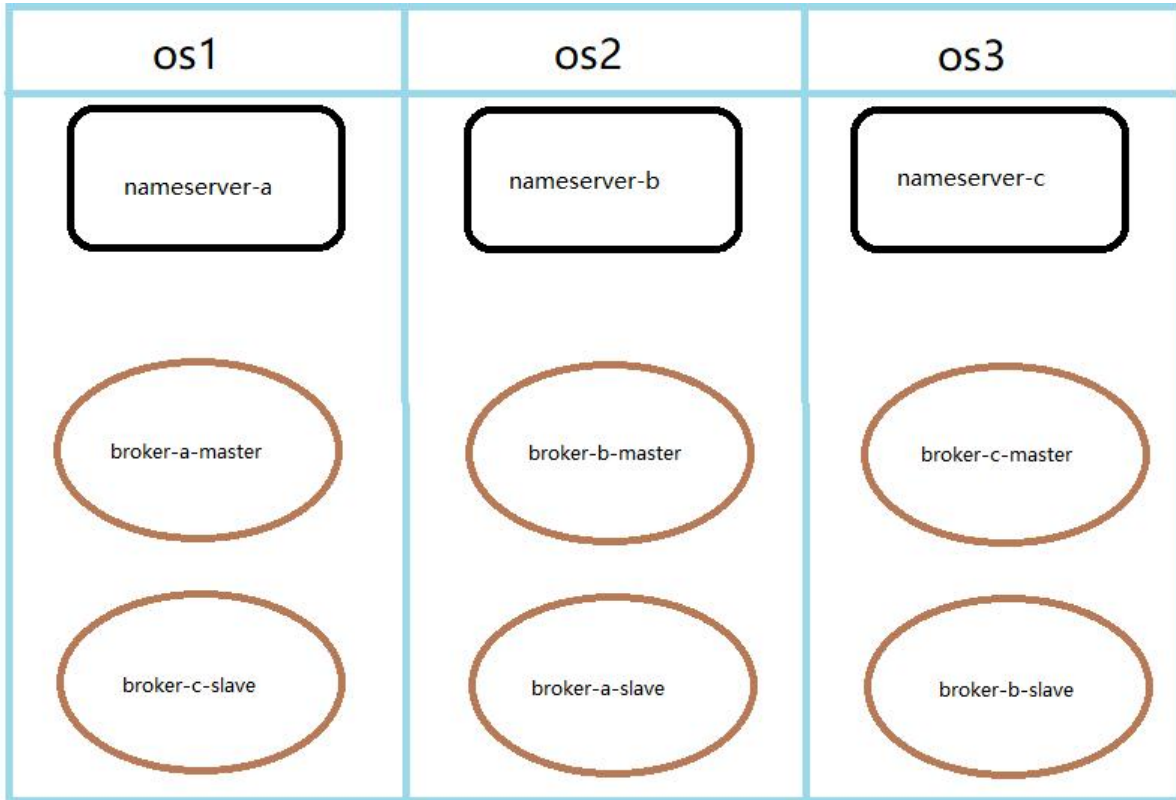 os1
os2
os3
nameserver-a
nameserver-b
nameserver-c
broker-a-master
broker-b-master
broker-c-master
broker-c-slave
broker-a-slave
broker-b-slave